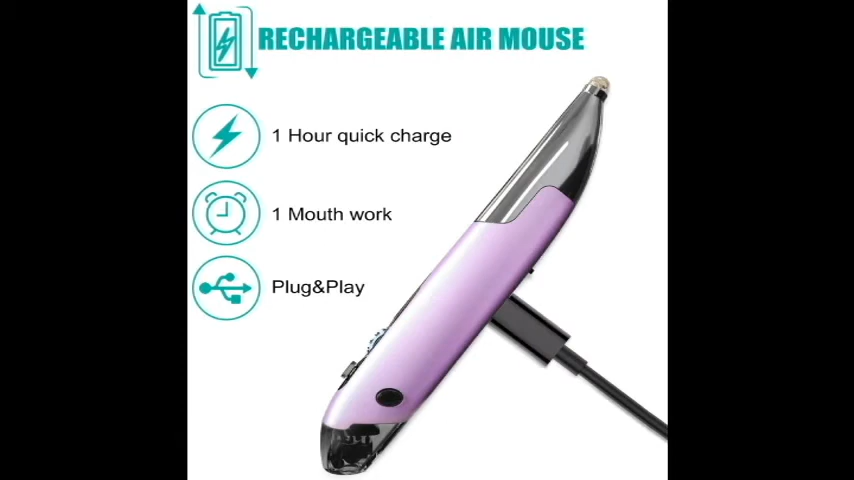 RECHARGEABLE AIR MOUSE
1 Hour quick charge
1 Mouth work
Plug&Play